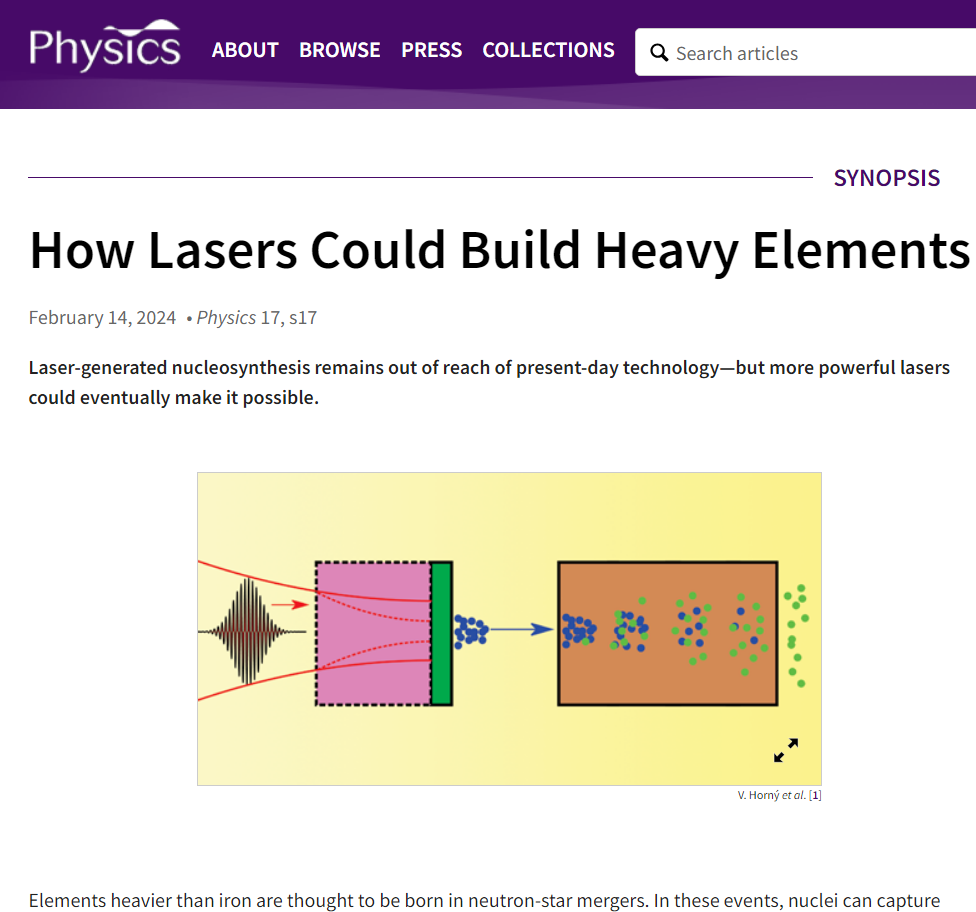 Physics
ABOUT BROWSE PRESS COLLECTIONS
Search articles
SYNOPSIS
How Lasers Could Build Heavy Elements
February 14, 2024 • Physics 17, s17
Laser-generated nucleosynthesis remains out of reach of present-day technology—but more powerful lasers
could eventually make it possible.
V. Horný et al. [1]
Elements heavier than iron are thought to be born in neutron-star mergers. In these events, nuclei can capture